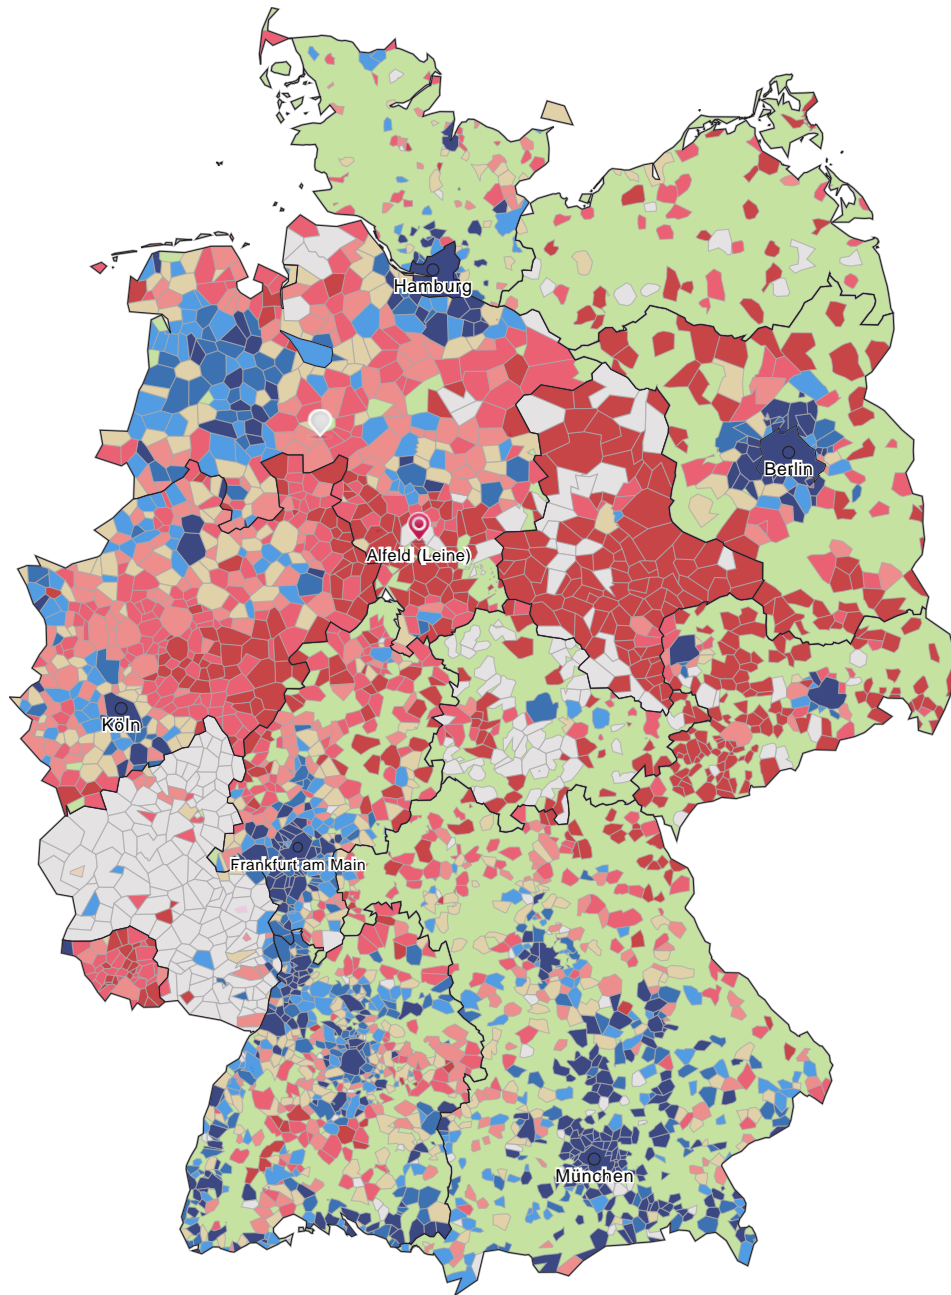 Hamburg
Berlin
Alfeld (Leine)
Köln
Frankfurt am Main
München